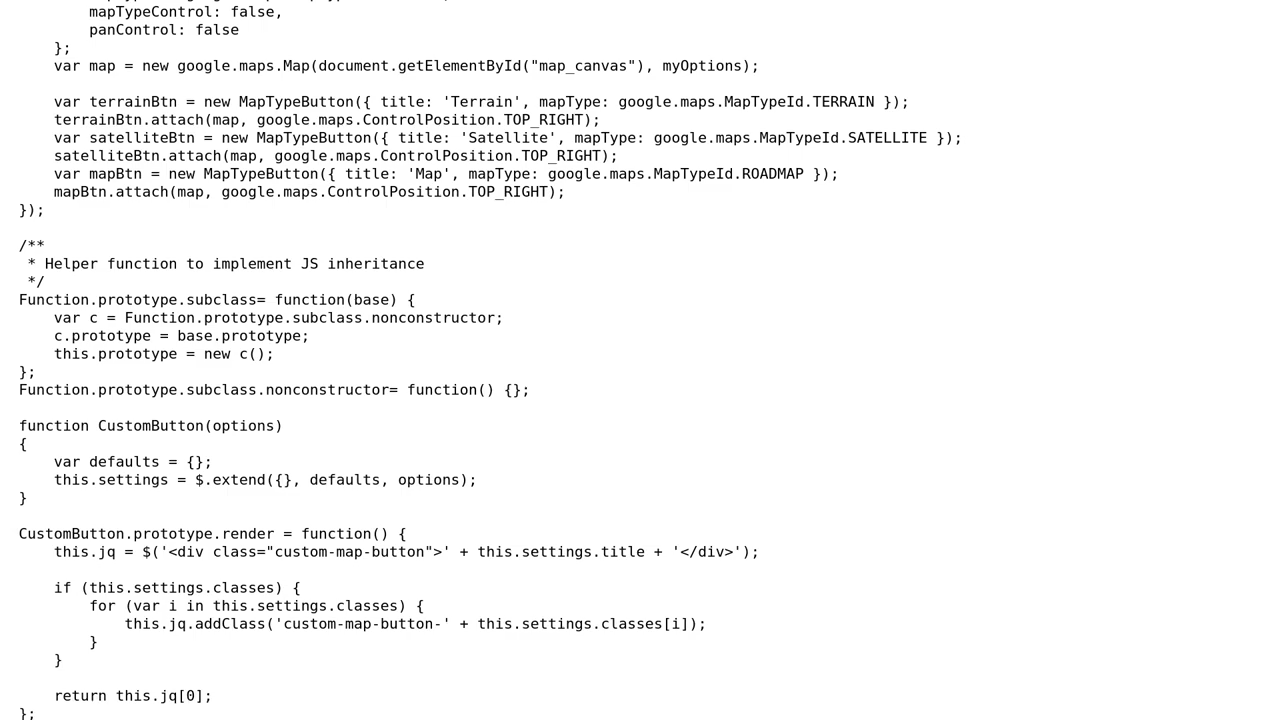 mapTypeControl: false,
panControl: false
};
var map = new google.maps.Map(document.getElementById("map_canvas"), myOptions);
var terrainBtn = new MapTypeButton({ title: 'Terrain', mapType: google.maps.MapTypeId.TERRAIN });
terrainBtn.attach(map, google.maps.ControlPosition.TOP_RIGHT);
var satelliteBtn = new MapTypeButton({ title: 'Satellite', mapType: google.maps.MapTypeId.SATELLITE });
satelliteBtn.attach(map, google.maps.ControlPosition.TOP_RIGHT);
var mapBtn = new MapTypeButton({ title: 'Map', mapType: google.maps.MapTypeId.ROADMAP });
mapBtn.attach(map, google.maps.ControlPosition.TOP_RIGHT);
});
/**
* Helper function to implement JS inheritance
*/
Function.prototype.subclass= function(base) {
var c = Function.prototype.subclass.nonconstructor;
c.prototype = base.prototype;
this.prototype = new c();
};
Function.prototype.subclass.nonconstructor= function() {};
function CustomButton(options)
{
var defaults = {};
this.settings = $.extend({}, defaults, options);
}
CustomButton.prototype.render = function() {
this.jq = $('<div class="custom-map-button">' + this.settings.title + '</div>');
if (this.settings.classes) {
for (var i in this.settings.classes) {
this.jq.addClass('custom-map-button-' + this.settings.classes[i]);
}
}
return this.jq[0];
};